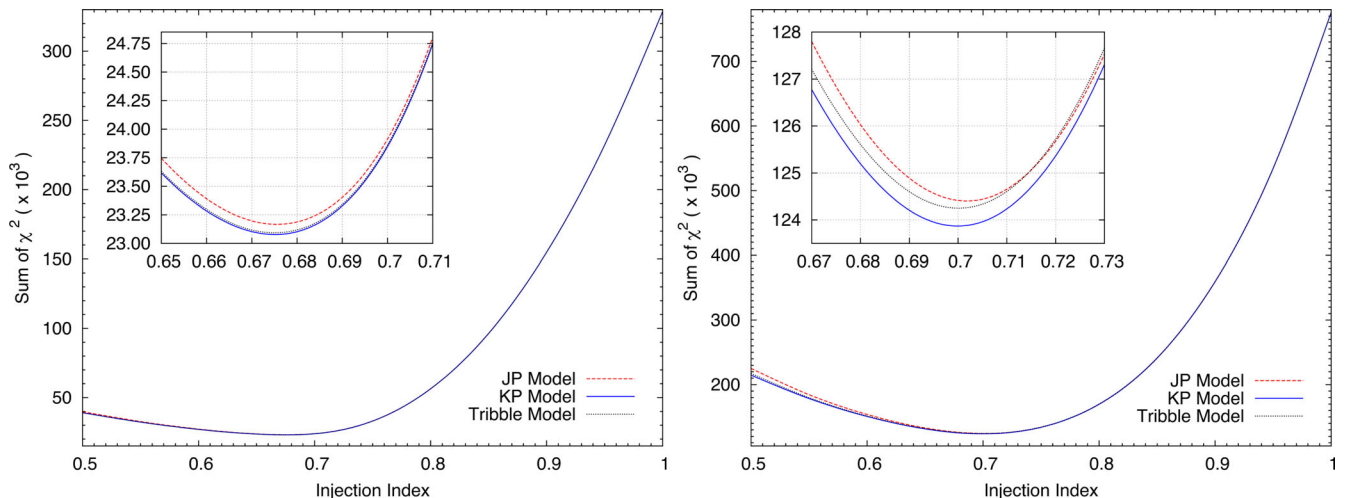 Sum of χ² ( x 10³ )
300
250
200
150
100
50
0.5 0.6 0.7 0.8 0.9 1
Injection Index
24.75
24.50
24.25
24.00
23.75
23.50
23.25
23.00
0.65 0.66 0.67 0.68 0.69 0.7 0.71
JP Model
KP Model
Tribble Model
Sum of χ² ( x 10³ )
700
600
500
400
300
200
100
0.5 0.6 0.7 0.8 0.9 1
Injection Index
128
127
126
125
124
0.67 0.68 0.69 0.7 0.71 0.72 0.73
JP Model
KP Model
Tribble Model